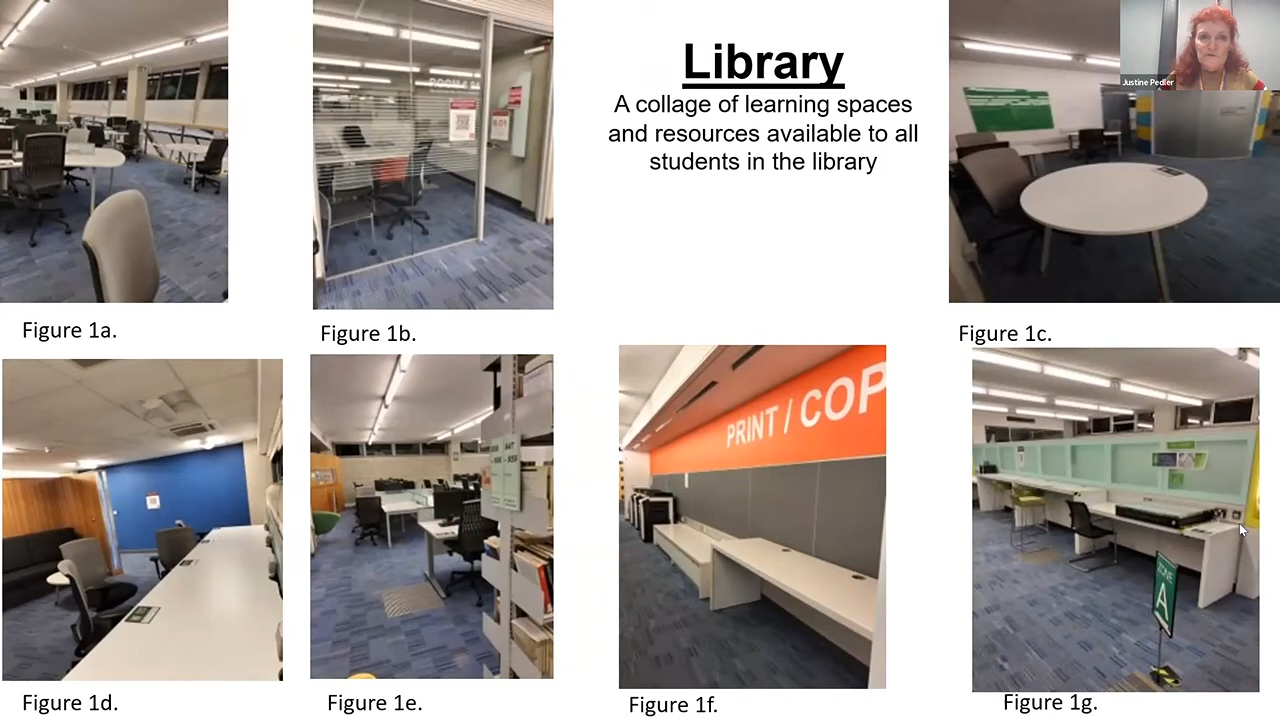 Library
A collage of learning spaces
and resources available to all
students in the library
Justine Pedler
Figure 1a.
Figure 1b.
Figure 1c.
PRINT / COP
ZONE
A
Figure 1d.
Figure 1e.
Figure 1f.
Figure 1g.